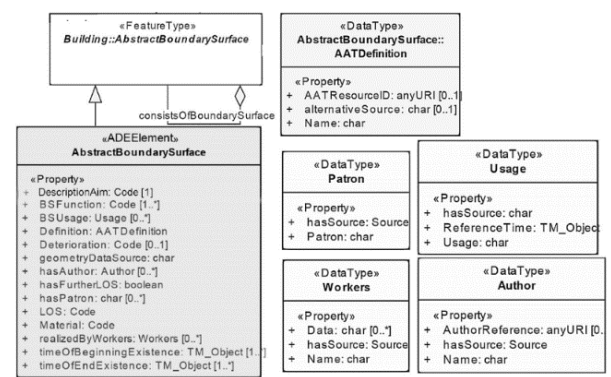 «FeatureType»
Building::AbstractBoundarySurface
consistsOfBoundarySurface
«ADEElement»
AbstractBoundarySurface
«Property»
+ DescriptionAim: Code [1]
+ BSFunction: Code [1..*]
+ BSUsage: Usage [0..*]
+ Definition: AATDefinition
+ Deterioration: Code [0..1]
+ geometryDataSource: char
+ hasAuthor: Author [0..*]
+ hasFurtherLOS: boolean
+ hasPatron: char [0..*]
+ LOS: Code
+ Material: Code
+ realizedByWorkers: Workers [0..*]
+ timeOfBeginningExistence: TM_Object [1..*]
+ timeOfEndExistence: TM_Object [1..*]
«DataType»
AbstractBoundarySurface::
AATDefinition
«Property»
+ AATResourceID: anyURI [0..1]
+ alternativeSource: char [0..1]
+ Name: char
«DataType»
Patron
«Property»
+ hasSource: Source
+ Patron: char
«DataType»
Usage
«Property»
+ hasSource: char
+ ReferenceTime: TM_Object
+ Usage: char
«DataType»
Workers
«Property»
+ Data: char [0..*]
+ hasSource: Source
+ Name: char
«DataType»
Author
«Property»
+ AuthorReference: anyURI [0..
+ hasSource: Source
+ Name: char